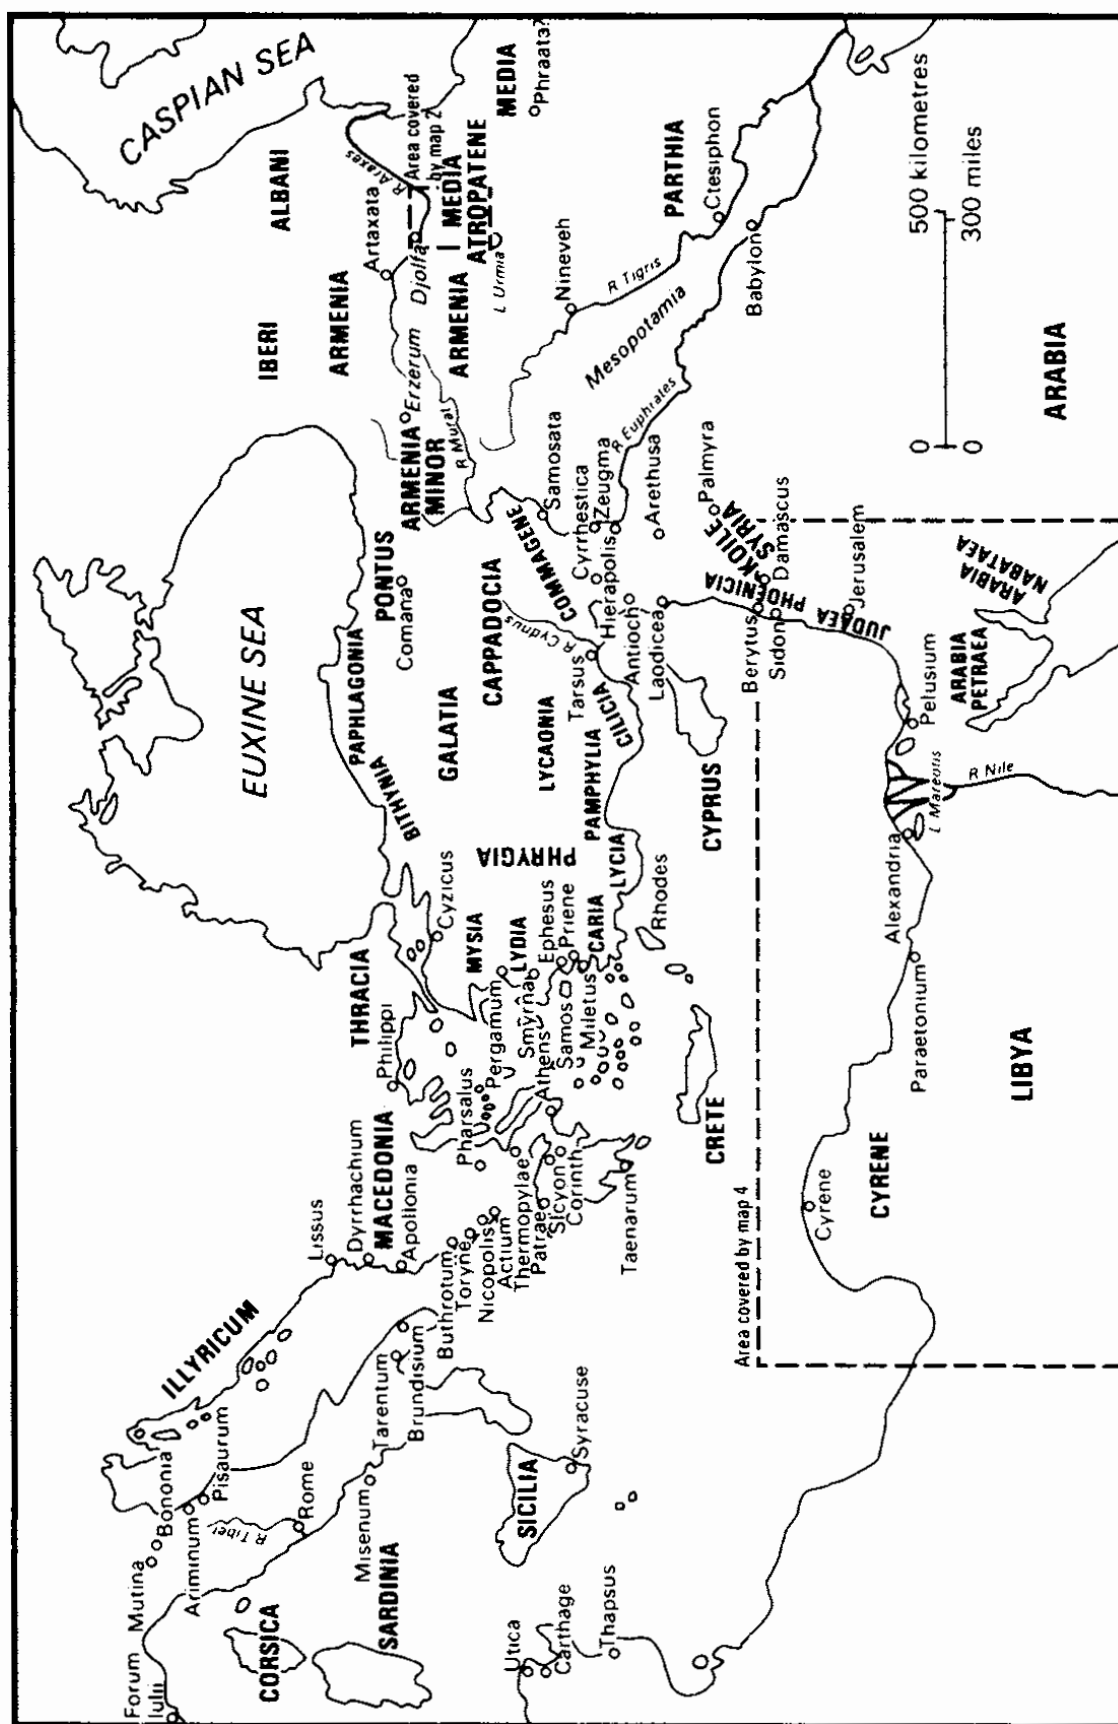 CASPIAN SEA
ALBANI
IBERI
ARMENIA
Artaxata
R Araxes
Area covered
by map 2
MEDIA
ATROPATENE
MEDIA
Djolfa
L Urmia
ARMENIA
Erzerum
ARMENIA
MINOR
R Murat
Nineveh
R Tigris
Mesopotamia
PARTHIA
Ctesiphon
Babylon
R Euphrates
500 kilometres
300 miles
0
0
ARABIA
EUXINE SEA
PONTUS
Comana
PAPHLAGONIA
BITHYNIA
GALATIA
CAPPADOCIA
R Cydnus
COMMAGENE
Samosata
Cyrrhestica
Zeugma
Hierapolis
Arethusa
Palmyra
KOILE
SYRIA
Damascus
PHOENICIA
Jerusalem
JUDAEA
ARABIA
NABATAEA
ARABIA
PETRAEA
Antioch
Laodicea
Tarsus
CILICIA
LYCAONIA
PAMPHYLIA
PHRYGIA
LYCIA
CYPRUS
Berytus
Sidon
Pelusium
R Nile
L Mareotis
Alexandria
Paraetonium
LIBYA
THRACIA
Philippi
Cyzicus
MYSIA
LYDIA
Ephesus
Priene
CARIA
Rhodes
Pergamum
Smyrna
Athens
Samos
Miletus
Pharsalus
MACEDONIA
CRETE
Lissus
Dyrrhachium
Apollonia
Buthrotum
Toryne
Nicopolis
Actium
Thermopylae
Patrae
Sicyon
Corinth
Taenarum
Area covered by map 4
Cyrene
CYRENE
ILLYRICUM
Tarentum
Brundisium
Pisaurum
Bononia
Mutina
Ariminum
R Tiber
Rome
Misenum
SICILIA
Syracuse
Forum
Iulii
CORSICA
SARDINIA
Utica
Carthage
Thapsus